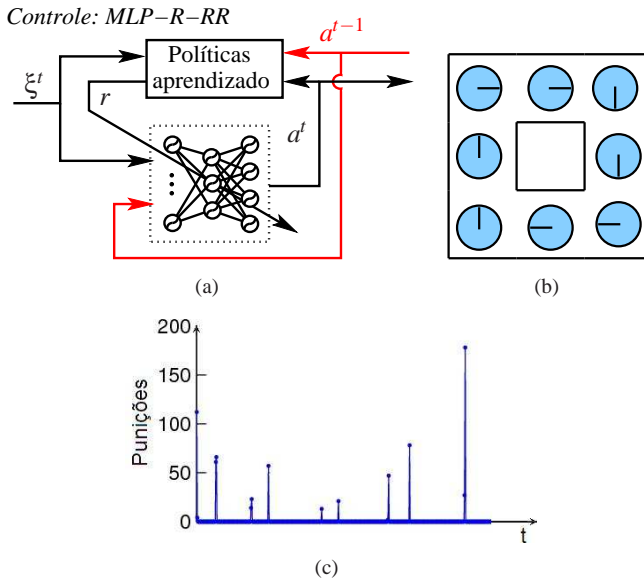 Controle: MLP−R−RR
Políticas
aprendizado
a^{t−1}
ξ^t
r
a^t
(a)
(b)
200
150
100
50
0
Punições
t
(c)